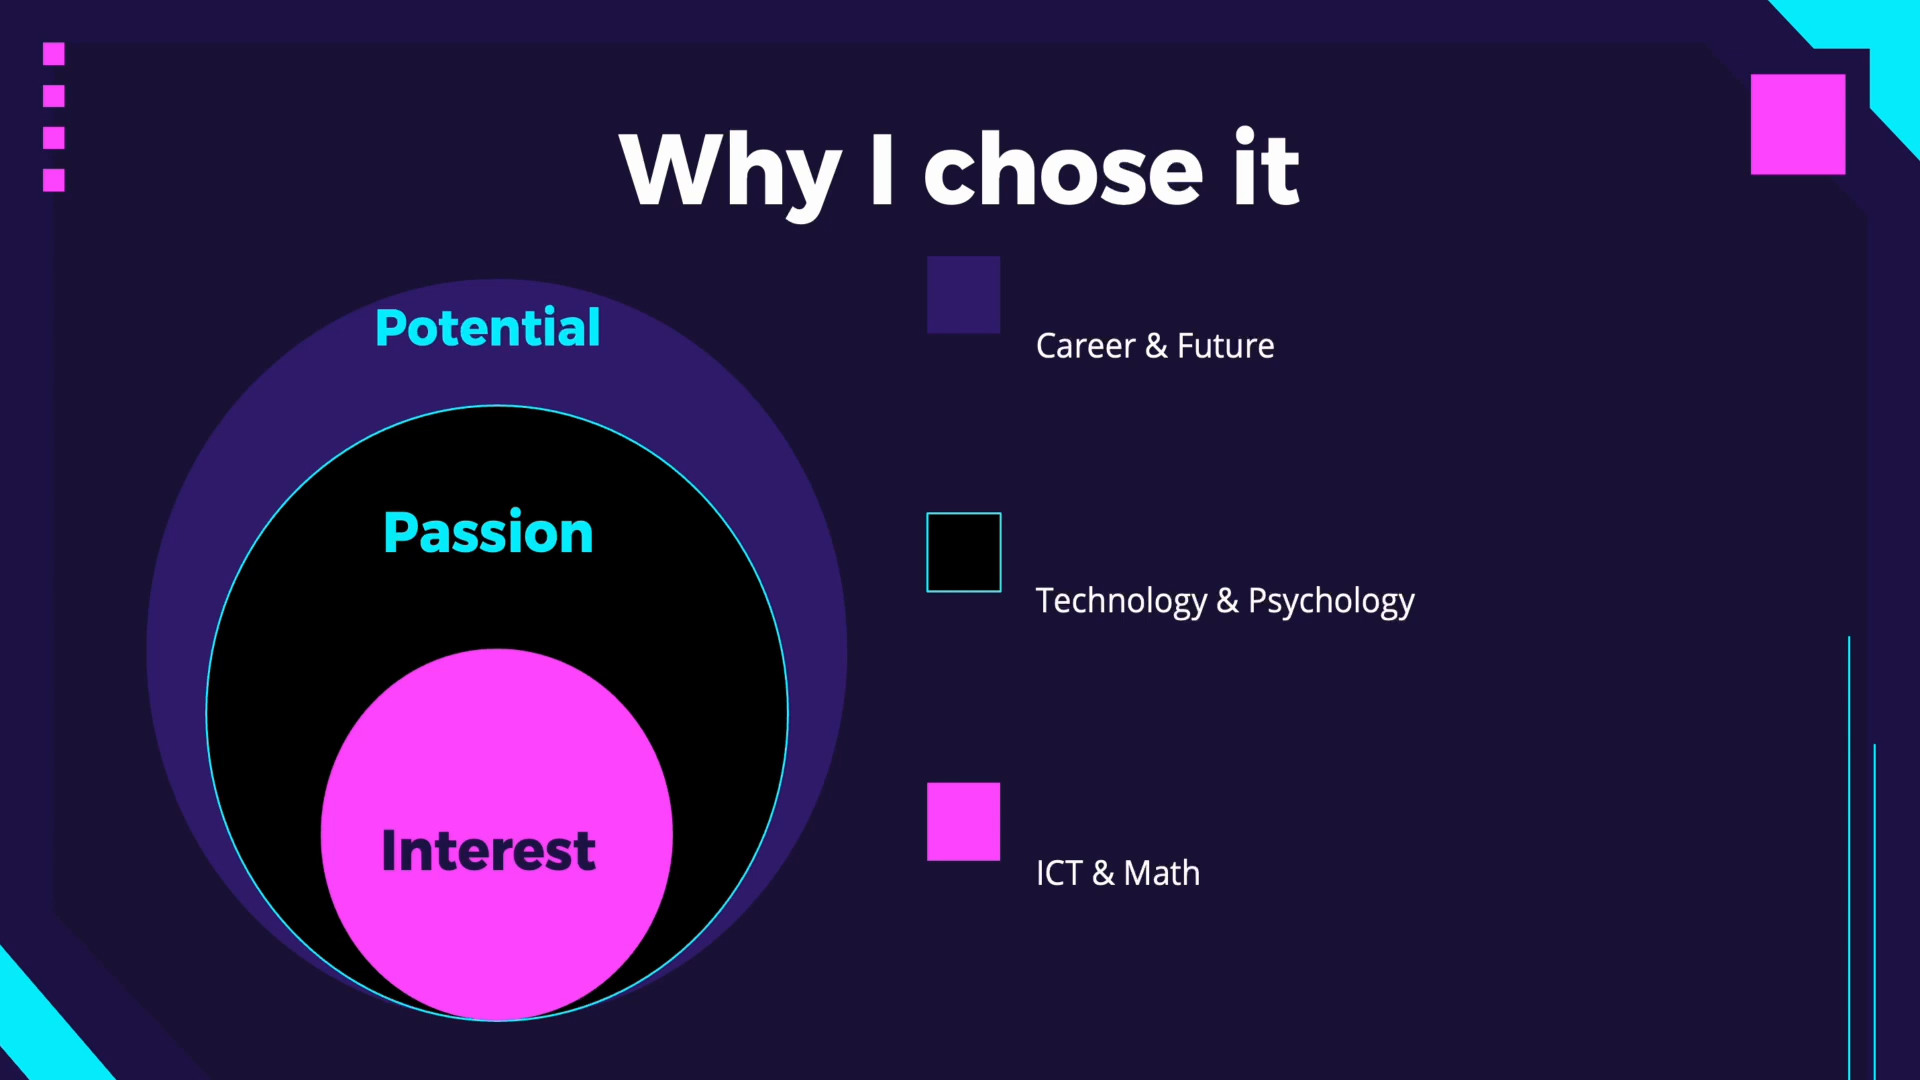 Why I chose it
Potential
Career & Future
Passion
Technology & Psychology
Interest
ICT & Math